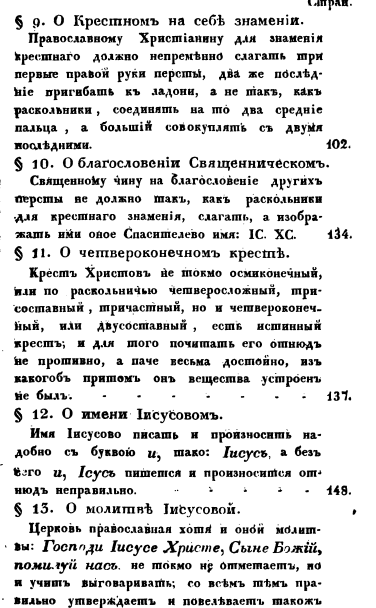 Стран.
§ 9. О Крестномъ на себѣ знаменіи.
Православному Христіанину для знаменія
крестнаго должно непремѣнно слагать три
первые правой руки персты, два же послѣд-
ніе пригибать къ ладони, а не такъ, какъ
раскольники, соединять на то два средніе
пальца, а большій совокуплять съ двумя
послѣдними. 102.
§ 10. О благословеніи Священническомъ.
Священному чину на благословеніе другихъ
персты не должно такъ, какъ раскольники
для крестнаго знаменія, слагать, а изобра-
жать ими оное Спасителево имя: ІС. ХС. 134.
§ 11. О четвероконечномъ крестѣ.
Крестъ Христовъ не токмо осмиконечный,
или по раскольничью четверосложный, три-
составный, тричастный, но и четвероконеч-
ный, или двусоставный, есть истинный
крестъ; и для того почитать его отнюдъ
не противно, а паче весьма достойно, изъ
какогобъ притомъ онъ вещества устроенъ
не былъ. - - - - - - 137.
§ 12. О имени Іисусовомъ.
Имя Іисусово писать и произносить на-
добно съ буквою и, тако: Іисусъ, а безъ
сего и, Ісусъ пишется и произносится от-
нюдъ неправильно. - - - - 148.
§ 13. О молитвѣ Іисусовой.
Церковь православная хотя и оной молит-
вы: Господи Іисусе Христе, Сыне Божій,
помилуй насъ. не токмо не отметаетъ, но
и учитъ выговаривать; со всѣмъ тѣмъ пра-
вильно утверждаетъ и повелѣваетъ такожъ